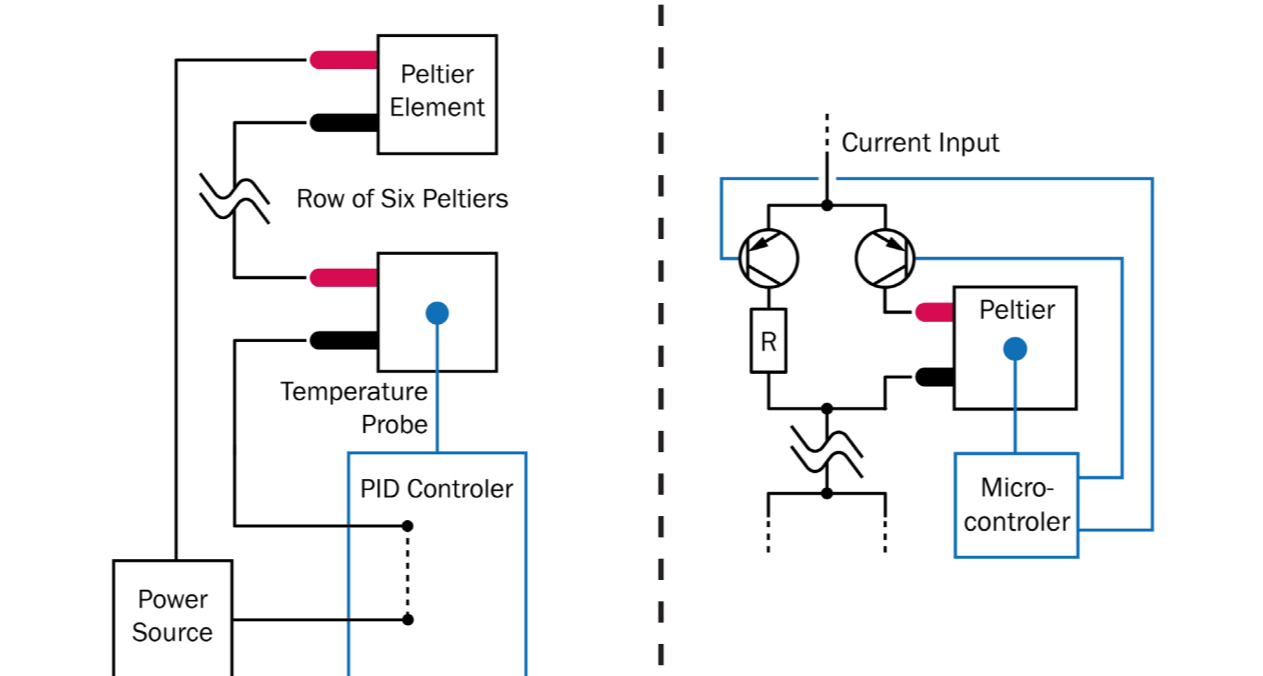 Peltier
Element
Row of Six Peltiers
Temperature
Probe
PID Controler
Power
Source
Current Input
R
Peltier
Micro-
controler